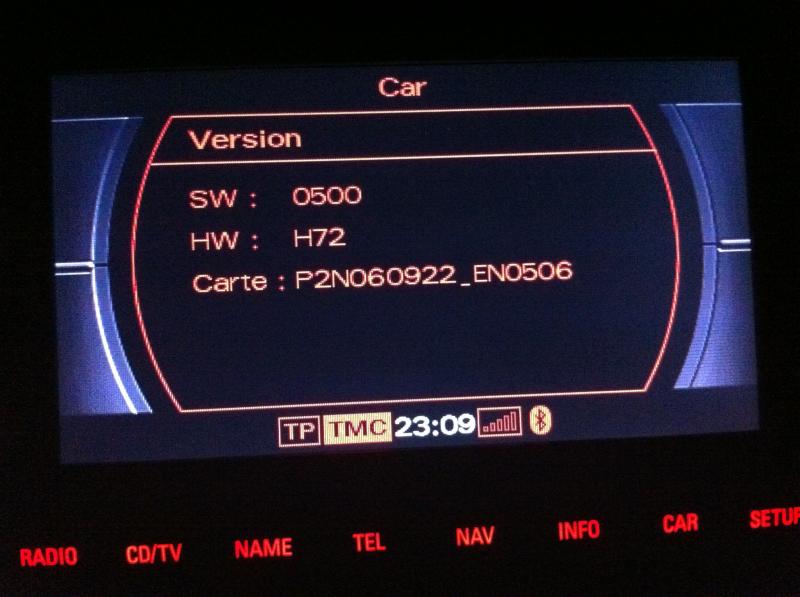 Car
Version
SW : 0500
HW : H72
Carte : P2N060922_EN0506
TP TMC 23:09
RADIO CD/TV NAME TEL NAV INFO CAR SETUP